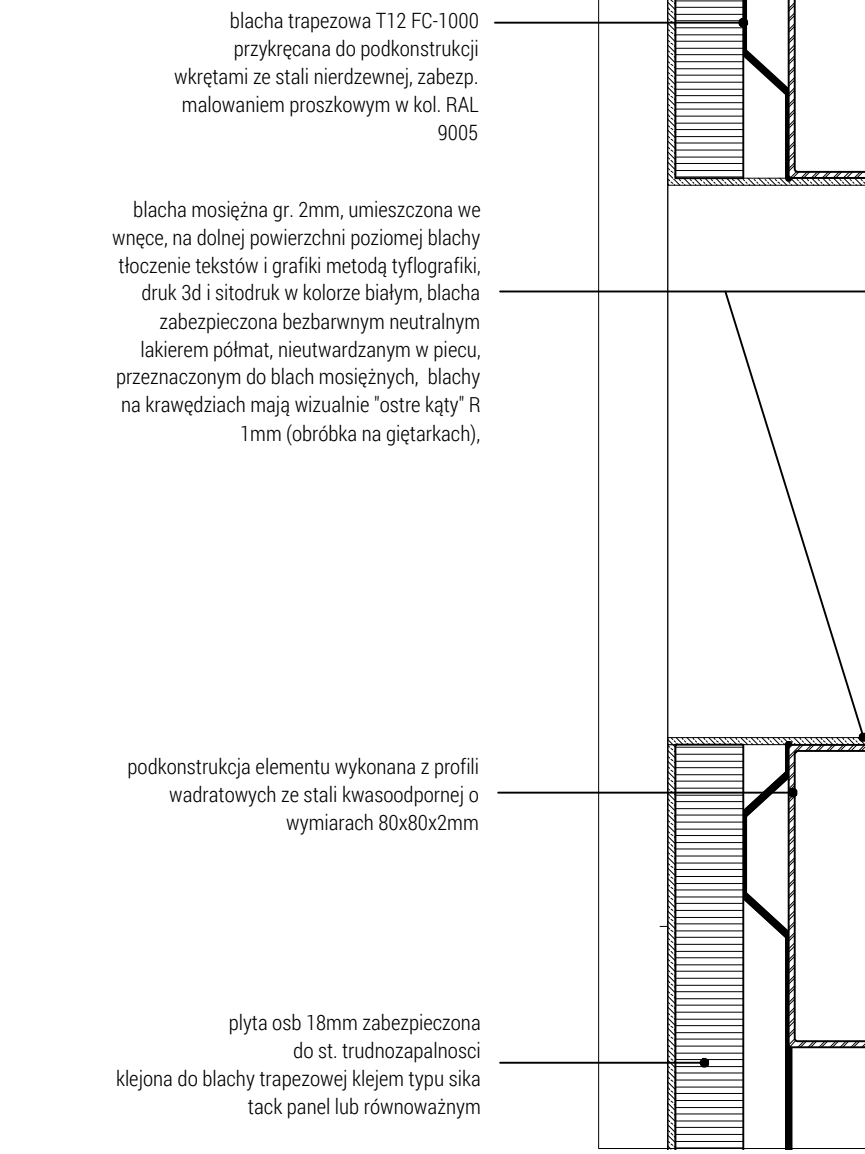 blacha trapezowa T12 FC-1000
przykręcana do podkonstrukcji
wkrętami ze stali nierdzewnej, zabezp.
malowaniem proszkowym w kol. RAL
9005
blacha mosiężna gr. 2mm, umieszczona we
wnęce, na dolnej powierzchni poziomej blachy
tłoczenie tekstów i grafiki metodą tyflografiki,
druk 3d i sitodruk w kolorze białym, blacha
zabezpieczona bezbarwnym neutralnym
lakierem półmat, nieutwardzanym w piecu,
przeznaczonym do blach mosiężnych,  blachy
na krawędziach mają wizualnie "ostre kąty" R
1mm (obróbka na giętarkach),
podkonstrukcja elementu wykonana z profili
wadratowych ze stali kwasoodpornej o
wymiarach 80x80x2mm
plyta osb 18mm zabezpieczona
do st. trudnozapalnosci
klejona do blachy trapezowej klejem typu sika
tack panel lub równoważnym